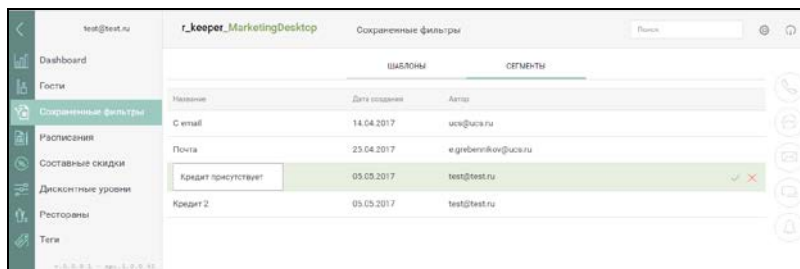 test@test.ru
r_keeper_MarketingDesktop
Сохраненные фильтры
Поиск
Dashboard
ШАБЛОНЫ
СЕГМЕНТЫ
Гости
Название
Дата создания
Автор
Сохраненные фильтры
C email
14.04.2017
ucs@ucs.ru
Расписания
Почта
25.04.2017
e.grebennikov@ucs.ru
Составные скидки
Кредит присутствует
05.05.2017
test@test.ru
Дисконтные уровни
Кредит 2
05.05.2017
test@test.ru
Рестораны
Теги